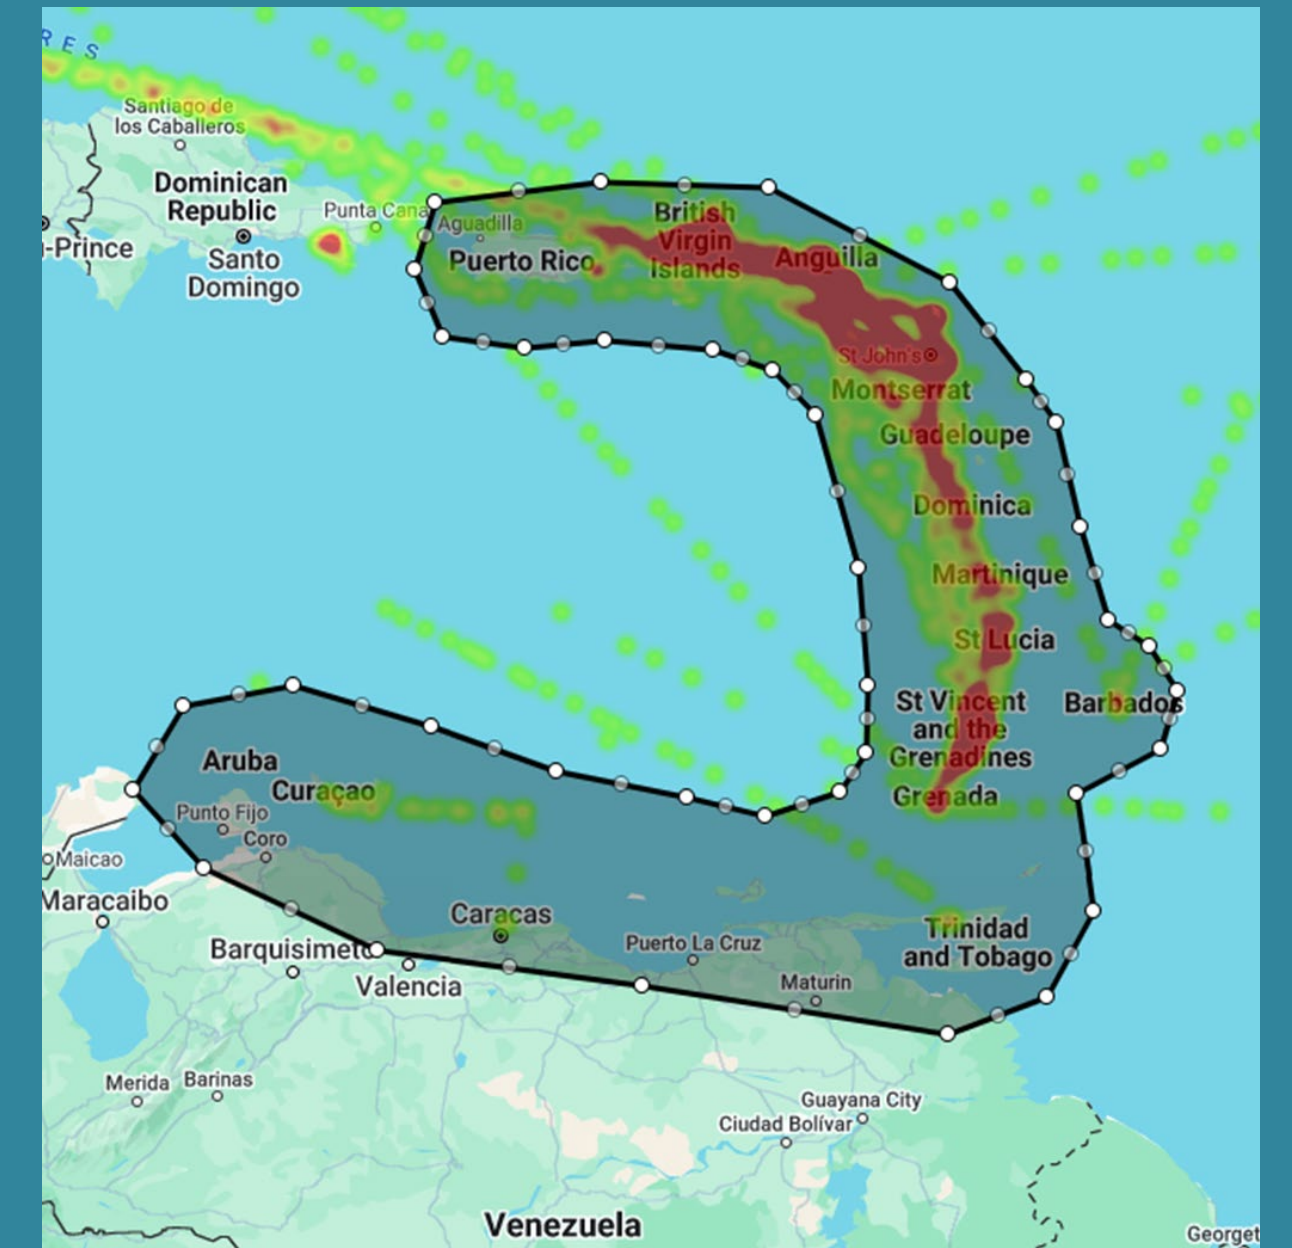 RES
Santiago de
los Caballeros
Dominican
Republic
Punta Cana
Santo
Domingo
-Prince
Aguadilla
Puerto Rico
British
Virgin
Islands
Anguilla
St John's
Montserrat
Guadeloupe
Dominica
Martinique
St Lucia
St Vincent
and the
Grenadines
Barbados
Grenada
Aruba
Curaçao
Punto Fijo
Coro
Maicao
Maracaibo
Caracas
Barquisimeto
Valencia
Puerto La Cruz
Maturin
Trinidad
and Tobago
Merida
Barinas
Guayana City
Ciudad Bolívar
Venezuela
Georget